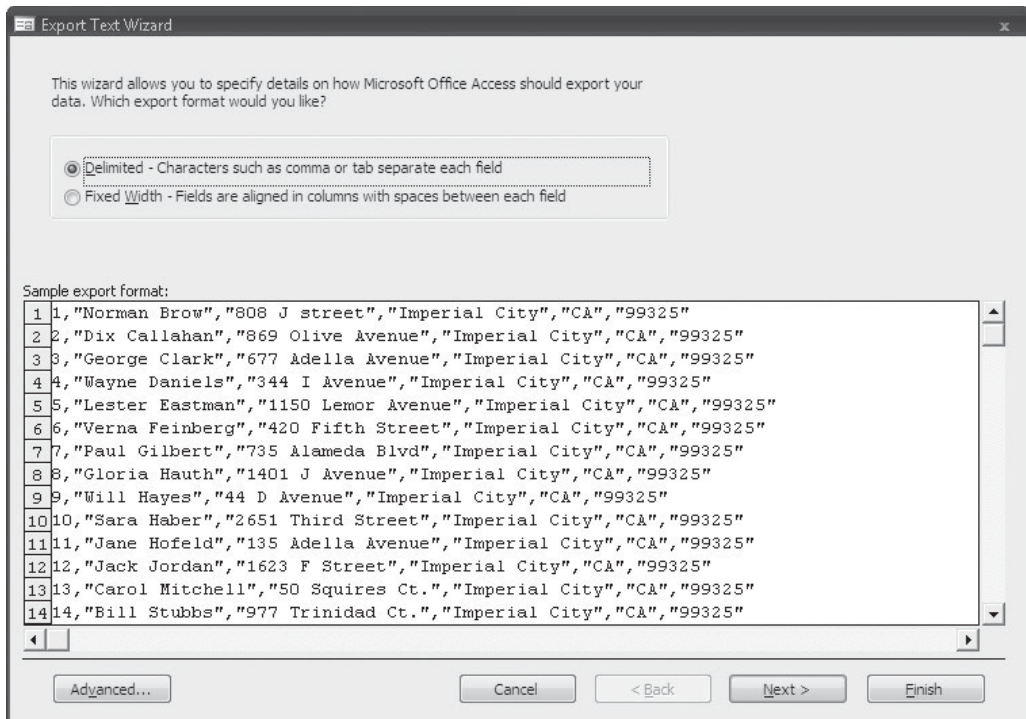 Export Text Wizard
x
This wizard allows you to specify details on how Microsoft Office Access should export your
data. Which export format would you like?
Delimited - Characters such as comma or tab separate each field
Fixed Width - Fields are aligned in columns with spaces between each field
Sample export format:
1 1,"Norman Brow","808 J street","Imperial City","CA","99325"
2 2,"Dix Callahan","869 Olive Avenue","Imperial City","CA","99325"
3 3,"George Clark","677 Adella Avenue","Imperial City","CA","99325"
4 4,"Wayne Daniels","344 I Avenue","Imperial City","CA","99325"
5 5,"Lester Eastman","1150 Lemor Avenue","Imperial City","CA","99325"
6 6,"Verna Feinberg","420 Fifth Street","Imperial City","CA","99325"
7 7,"Paul Gilbert","735 Alameda Blvd","Imperial City","CA","99325"
8 8,"Gloria Hauth","1401 J Avenue","Imperial City","CA","99325"
9 9,"Will Hayes","44 D Avenue","Imperial City","CA","99325"
10 10,"Sara Haber","2651 Third Street","Imperial City","CA","99325"
11 11,"Jane Hofeld","135 Adella Avenue","Imperial City","CA","99325"
12 12,"Jack Jordan","1623 F Street","Imperial City","CA","99325"
13 13,"Carol Mitchell","50 Squires Ct.","Imperial City","CA","99325"
14 14,"Bill Stubbs","977 Trinidad Ct.","Imperial City","CA","99325"
Advanced... Cancel < Back Next > Finish